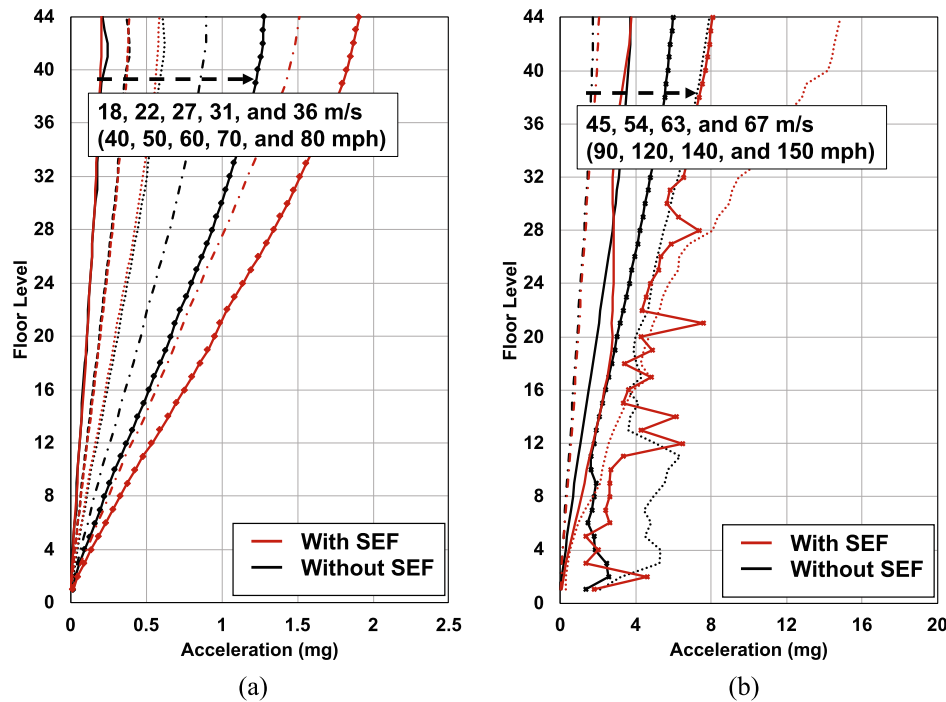 44
40
36
32
28
24
20
16
12
8
4
0
Floor Level
18, 22, 27, 31, and 36 m/s
(40, 50, 60, 70, and 80 mph)
With SEF
Without SEF
0
0.5
1
1.5
2
2.5
Acceleration (mg)
(a)
44
40
36
32
28
24
20
16
12
8
4
0
Floor Level
45, 54, 63, and 67 m/s
(90, 120, 140, and 150 mph)
With SEF
Without SEF
0
4
8
12
16
20
Acceleration (mg)
(b)